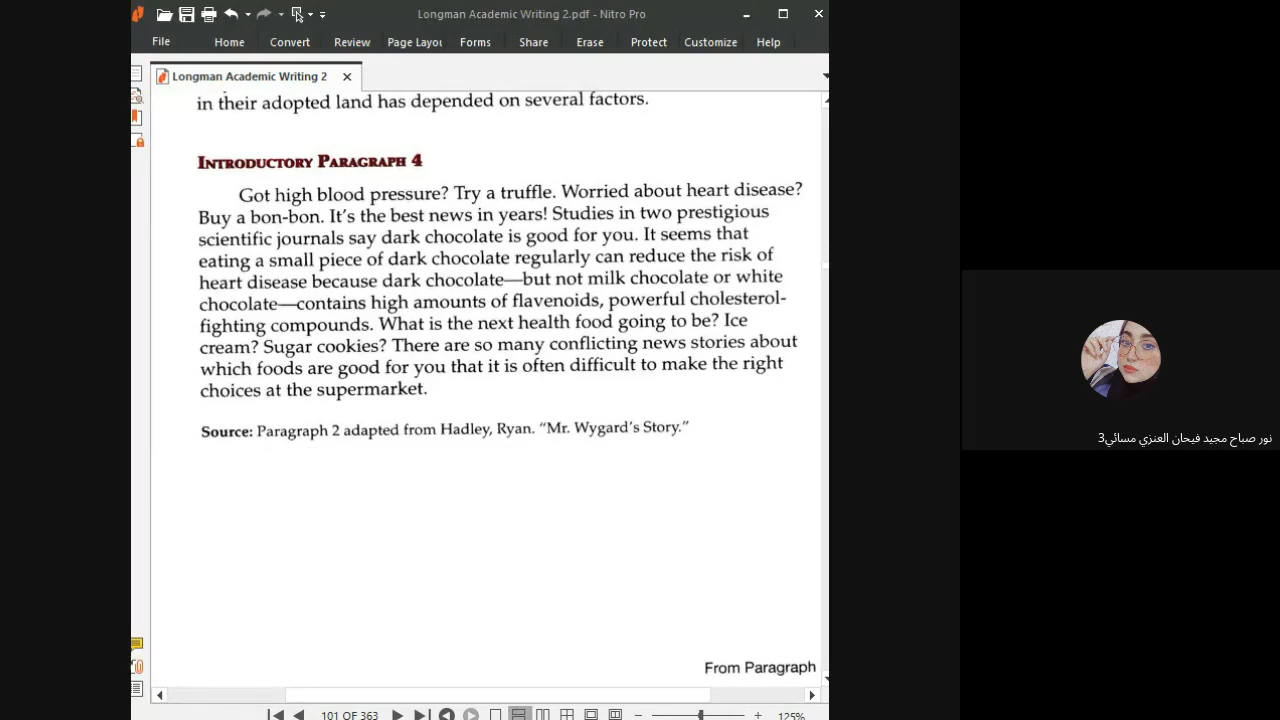 Longman Academic Writing 2.pdf - Nitro Pro
File Home Convert Review Page Layou Forms Share Erase Protect Customize Help
Longman Academic Writing 2
in their adopted land has depended on several factors.
INTRODUCTORY PARAGRAPH 4
Got high blood pressure? Try a truffle. Worried about heart disease?
Buy a bon-bon. It's the best news in years! Studies in two prestigious
scientific journals say dark chocolate is good for you. It seems that
eating a small piece of dark chocolate regularly can reduce the risk of
heart disease because dark chocolate—but not milk chocolate or white
chocolate—contains high amounts of flavenoids, powerful cholesterol-
fighting compounds. What is the next health food going to be? Ice
cream? Sugar cookies? There are so many conflicting news stories about
which foods are good for you that it is often difficult to make the right
choices at the supermarket.
Source: Paragraph 2 adapted from Hadley, Ryan. “Mr. Wygard's Story.”
From Paragraph
101 OF 363
125%
نور صباح مجيد فيحان العنزي مسائي3